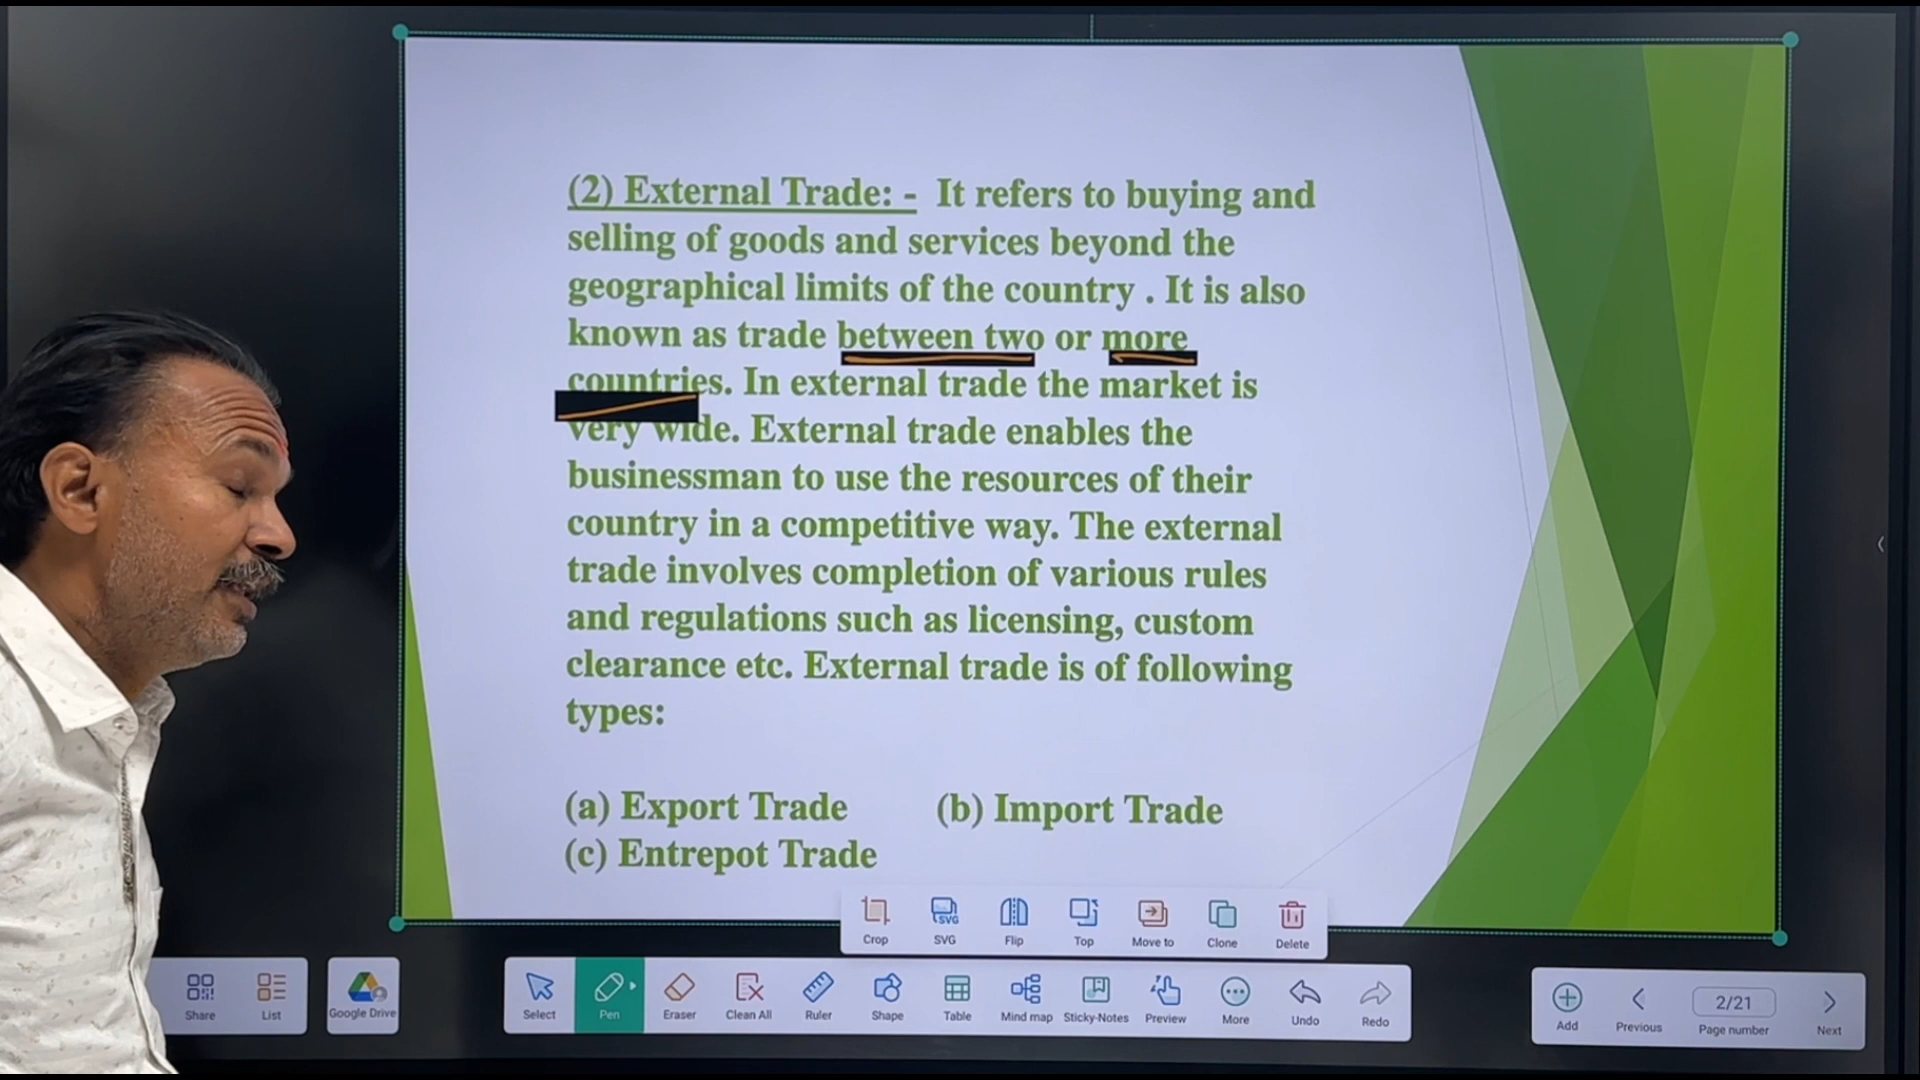 (2) External Trade: - It refers to buying and
selling of goods and services beyond the
geographical limits of the country . It is also
known as trade between two or more
countries. In external trade the market is
very wide. External trade enables the
businessman to use the resources of their
country in a competitive way. The external
trade involves completion of various rules
and regulations such as licensing, custom
clearance etc. External trade is of following
types:
(a) Export Trade (b) Import Trade
(c) Entrepot Trade
Crop SVG Flip Top Move to Clone Delete
SVG
Share List Google Drive Select Pen Eraser Clean All Ruler Shape Table Mind map Sticky-Notes Preview More Undo Redo
Add Previous 2/21 Page number Next